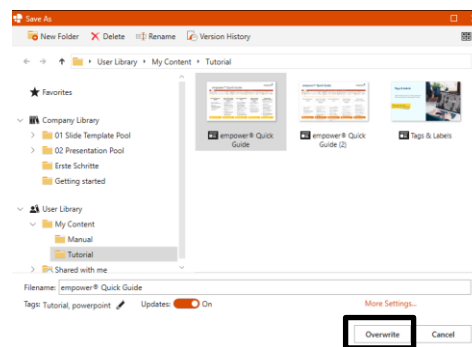 Save As
New Folder Delete Rename Version History
User Library My Content Tutorial
Favorites
Company Library
01 Slide Template Pool
02 Presentation Pool
Erste Schritte
Getting started
User Library
My Content
Manual
Tutorial
Shared with me
empower® Quick Guide
empower® Quick Guide (2)
Tags & Labels
Filename: empower® Quick Guide
Tags: Tutorial, powerpoint Updates: On More Settings...
Overwrite Cancel